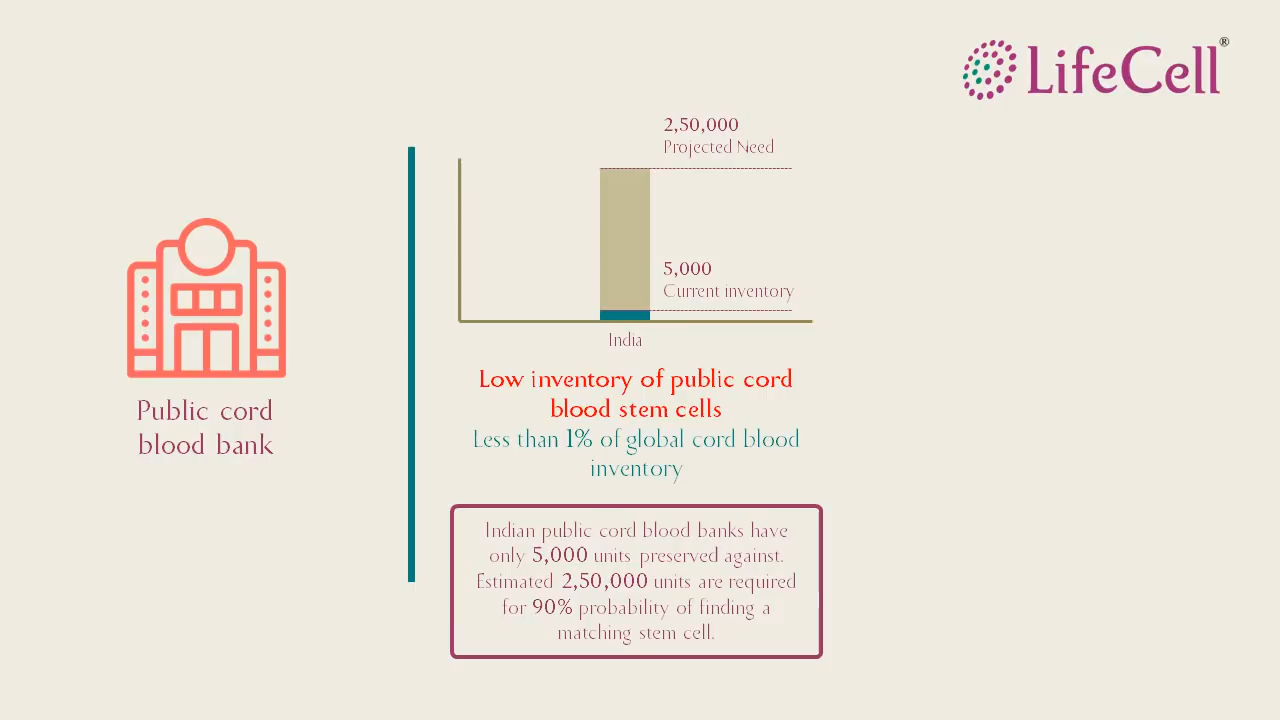 LifeCell®
2,50,000
Projected Need
5,000
Current inventory
India
Public cord
blood bank
Low inventory of public cord
blood stem cells
Less than 1% of global cord blood
inventory
Indian public cord blood banks have
only 5,000 units preserved against.
Estimated 2,50,000 units are required
for 90% probability of finding a
matching stem cell.